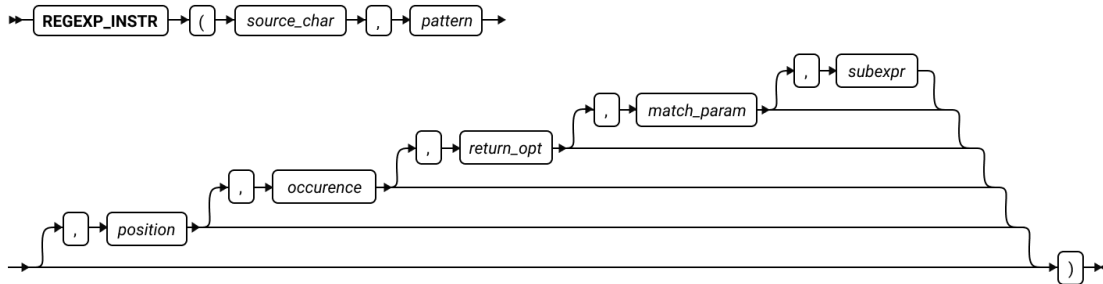 REGEXP_INSTR ( source_char , pattern
, subexpr
, match_param
, return_opt
, occurence
, position
)